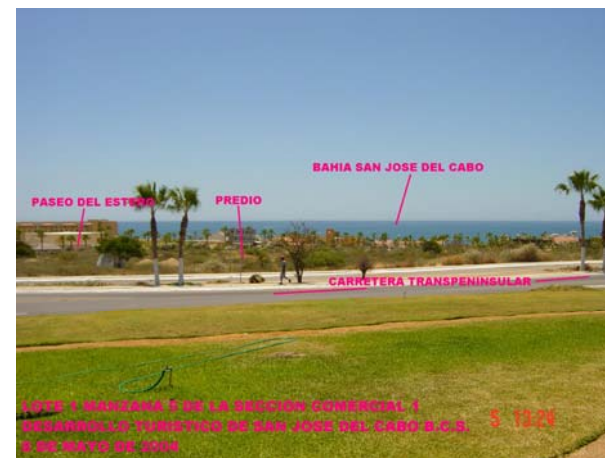 BAHIA SAN JOSE DEL CABO
PASEO DEL ESTERO
PREDIO
CARRETERA TRANSPENINSULAR
LOTE 1 MANZANA 5 DE LA SECCION COMERCIAL 1
DESARROLLO TURISTICO DE SAN JOSE DEL CABO B.C.S.
DE MAYO DE 2004
5 13:24